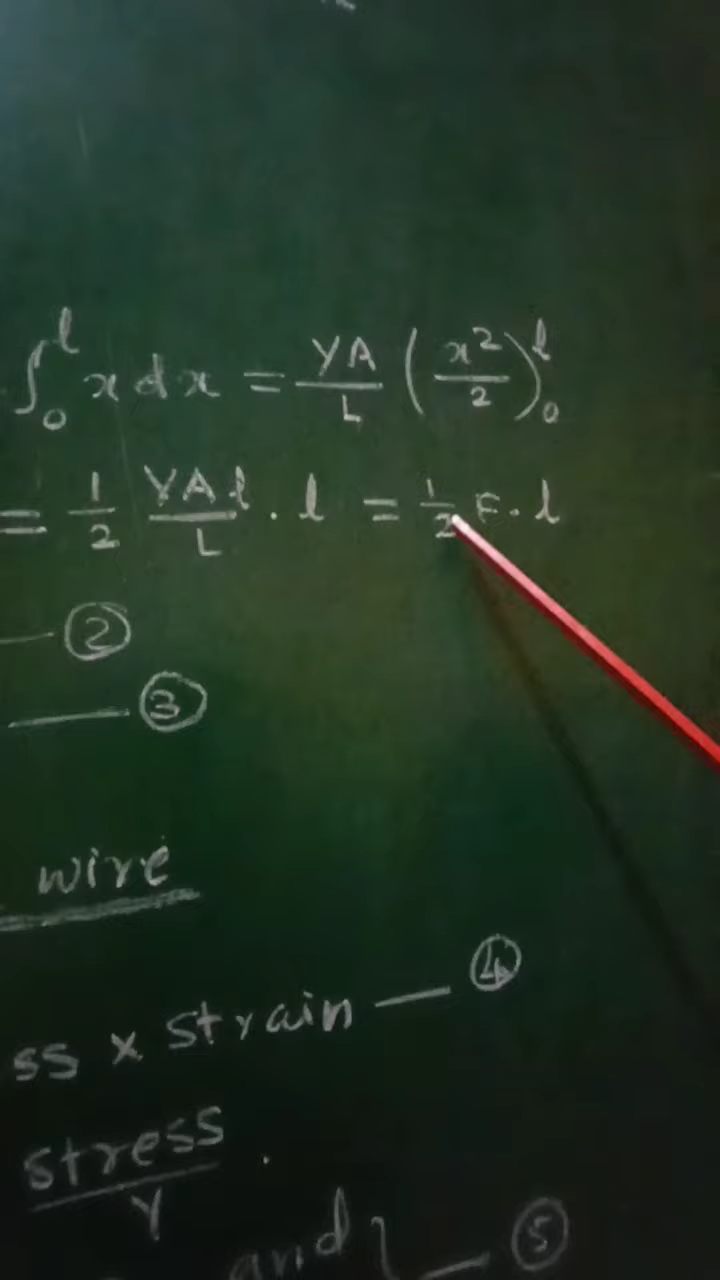 ∫₀ˡ x dx = YA/L (x²/2)₀ˡ
= 1/2 YAl/L . l = 1/2 F. l
— ②
— ③
wire
ss x strain — ④
stress/Y .
and } — ⑤